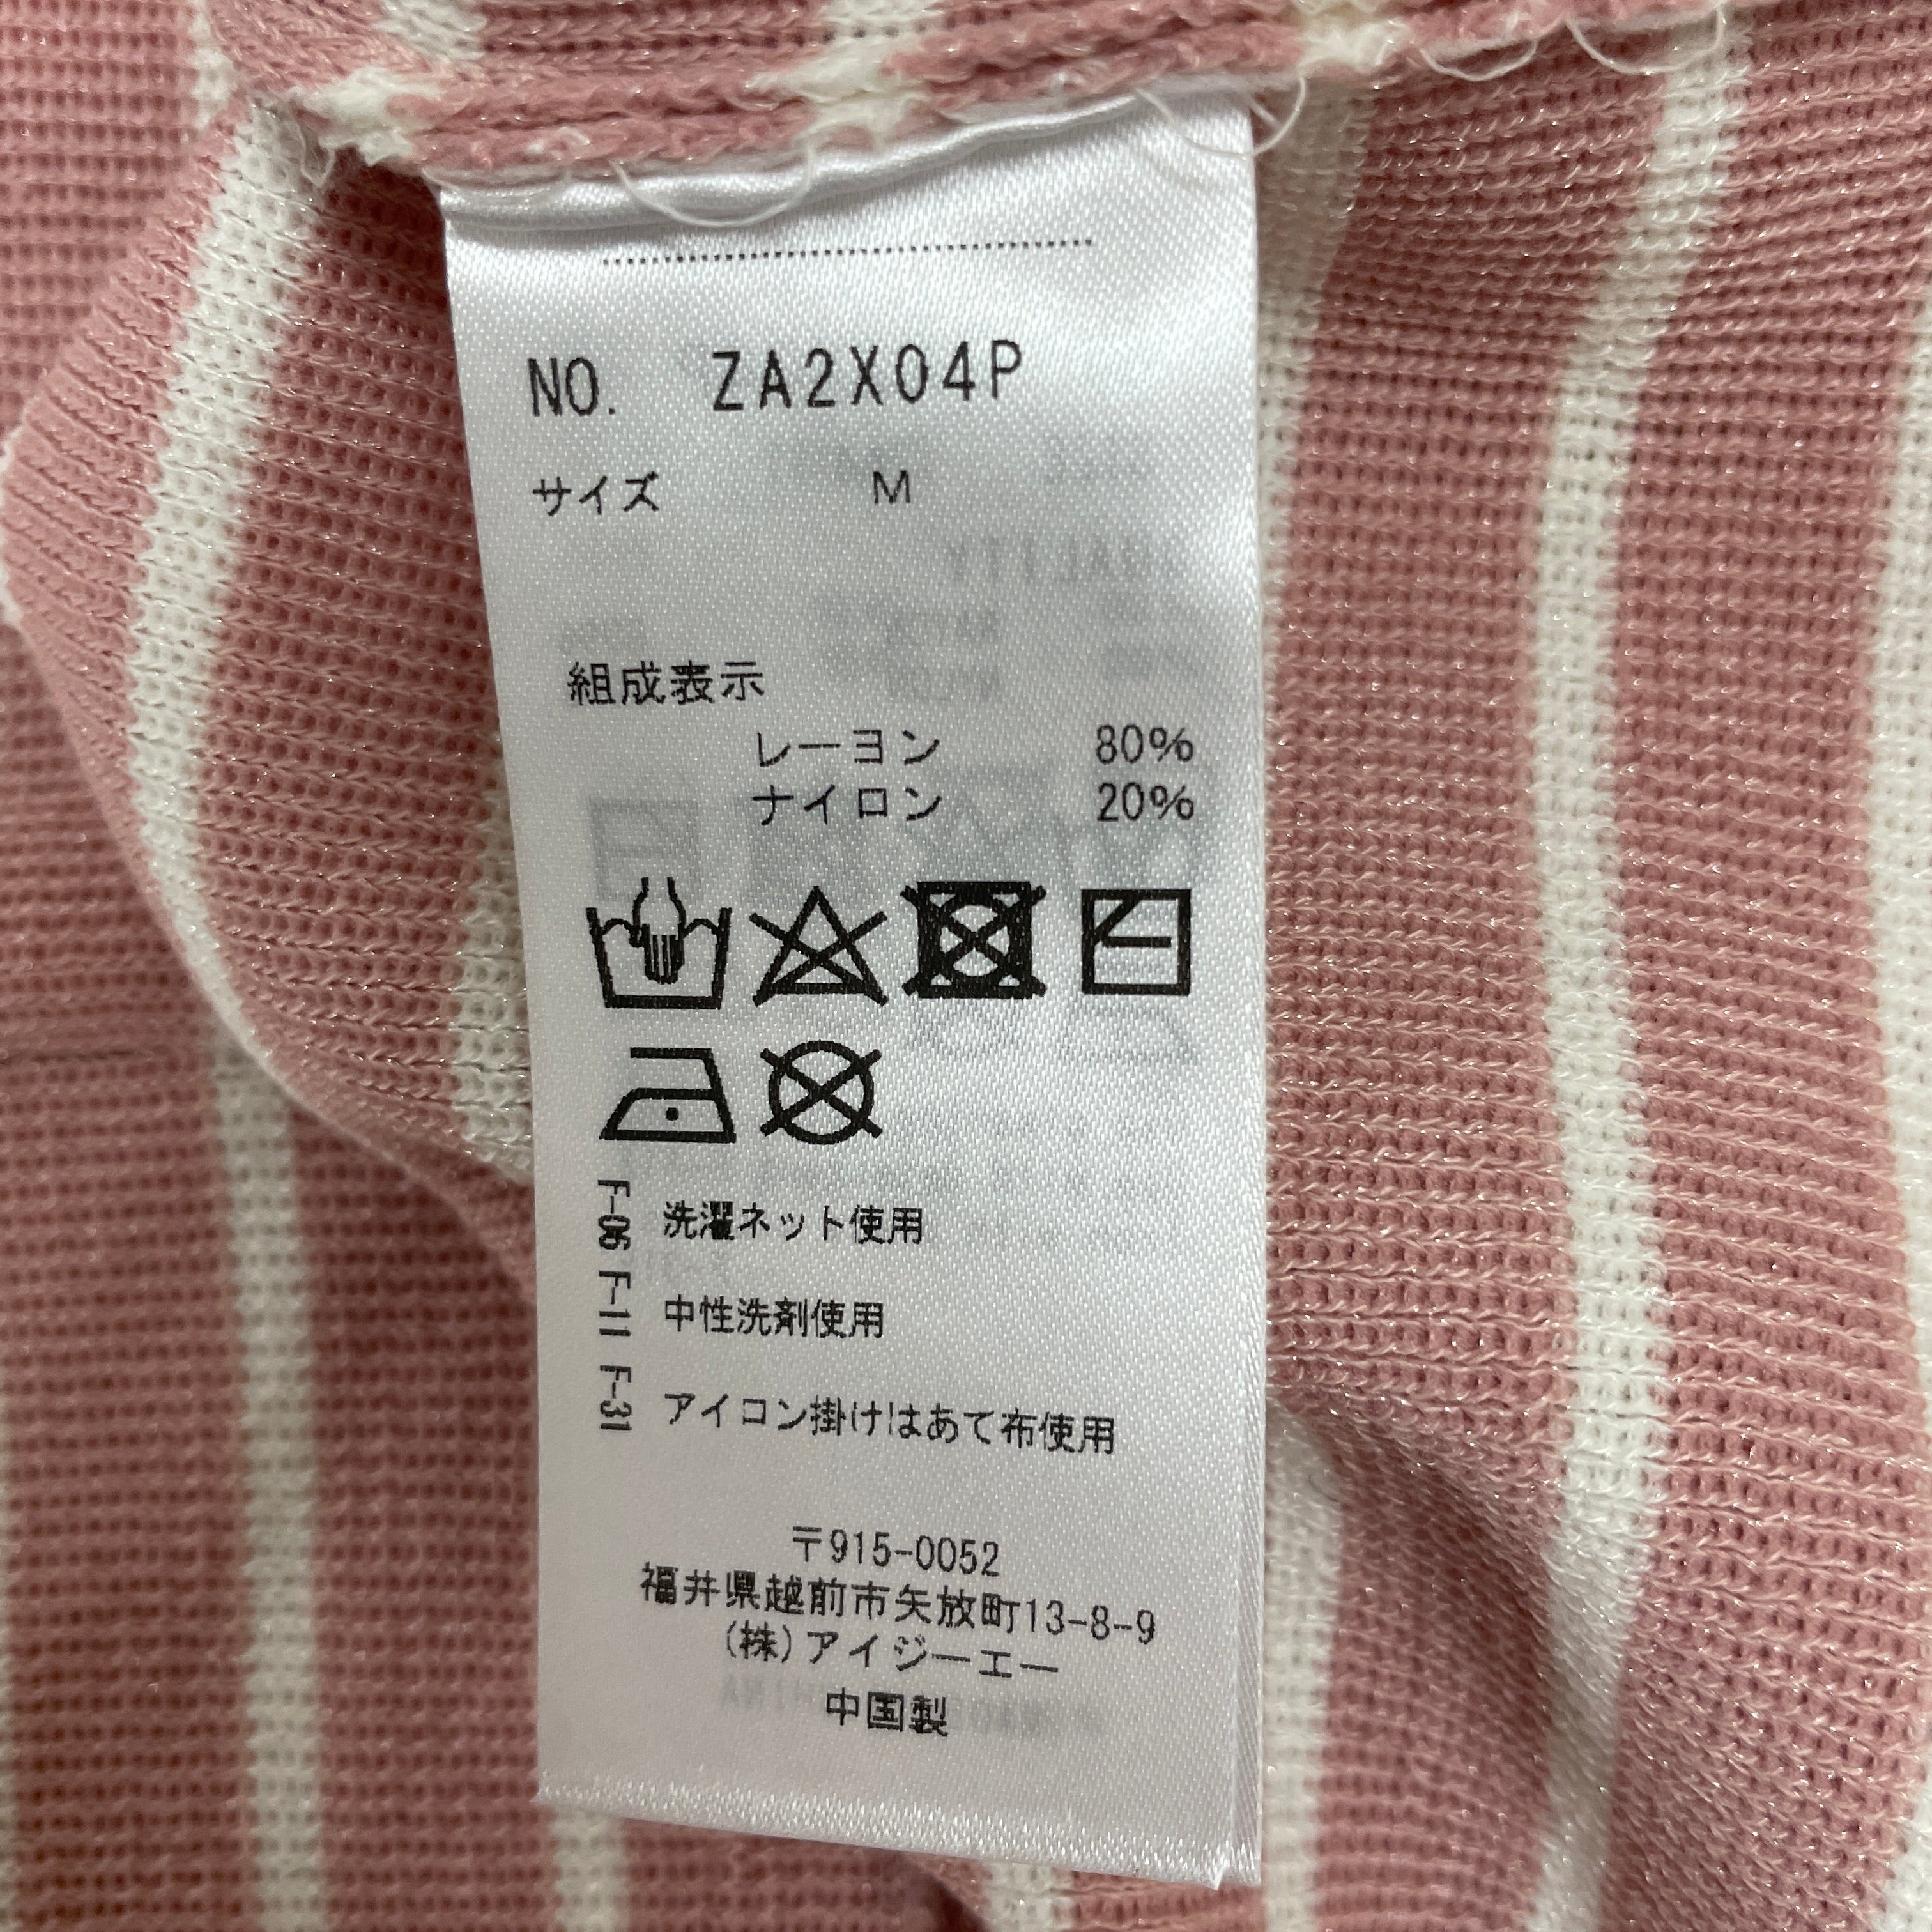 NO. ZA2X04P
サイズ M
組成表示
レーヨン 80%
ナイロン 20%
F-06 洗濯ネット使用
F-11 中性洗剤使用
F-31 アイロン掛けはあて布使用
〒915-0052
福井県越前市矢放町13-8-9
(株)アイジーエー
中国製